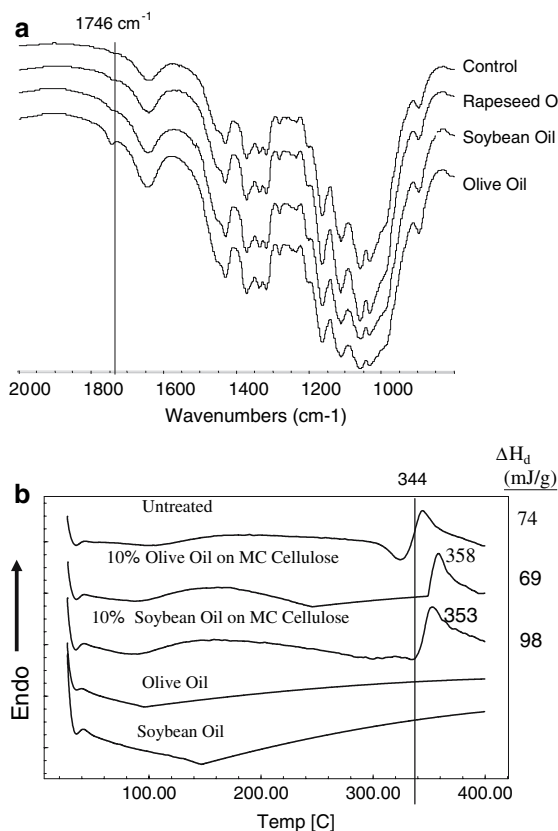 a
1746 cm-1
Control
Rapeseed O
Soybean Oil
Olive Oil
2000 1800 1600 1400 1200 1000
Wavenumbers (cm-1)
b
ΔHd
(mJ/g)
344
Untreated
74
10% Olive Oil on MC Cellulose
358
69
10% Soybean Oil on MC Cellulose
353
98
Olive Oil
Soybean Oil
Endo
100.00 200.00 300.00 400.00
Temp [C]